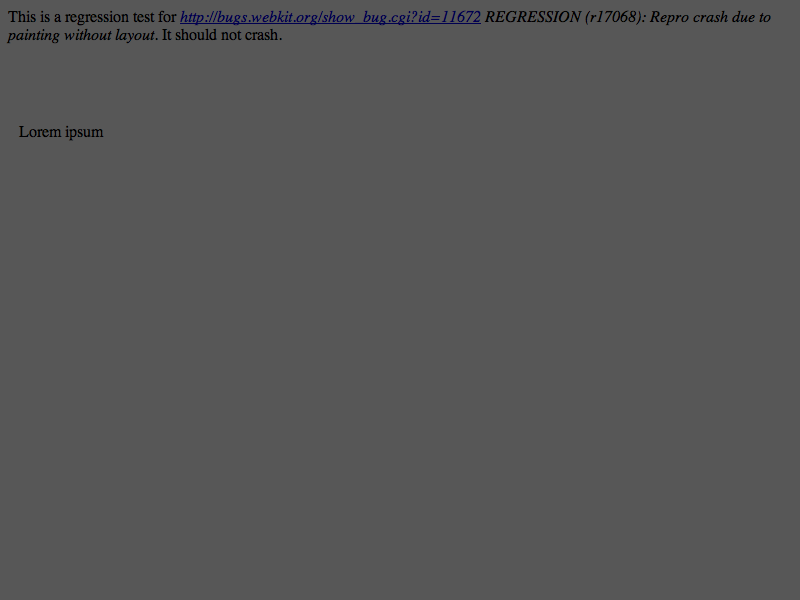 This is a regression test for http://bugs.webkit.org/show_bug.cgi?id=11672 REGRESSION (r17068): Repro crash due to
painting without layout. It should not crash.
Lorem ipsum